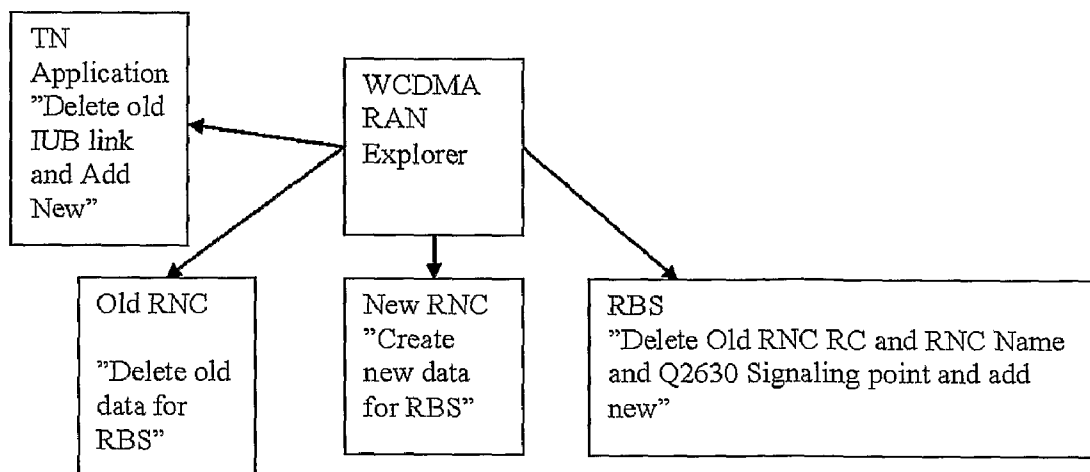 TN
Application
”Delete old
IUB link
and Add
New”
WCDMA
RAN
Explorer
Old RNC
”Delete old
data for
RBS”
New RNC
”Create
new data
for RBS”
RBS
”Delete Old RNC RC and RNC Name
and Q2630 Signaling point and add
new”